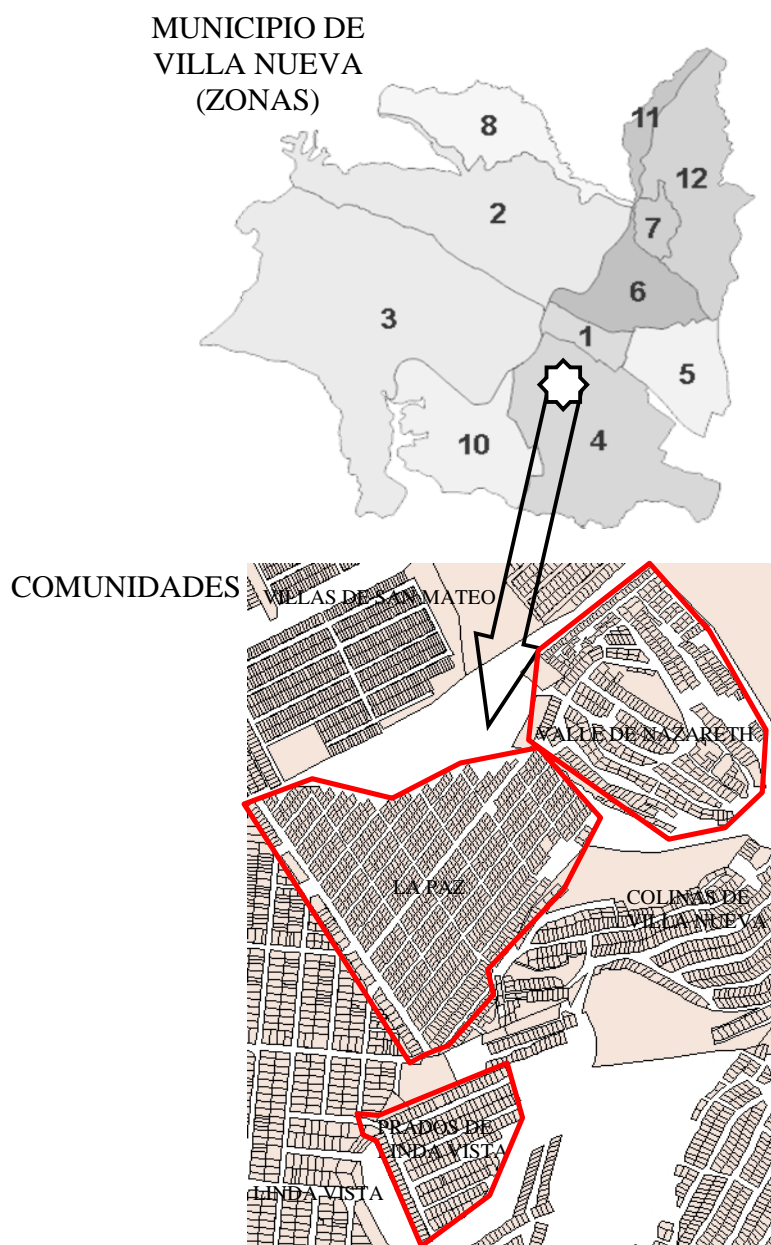 MUNICIPIO DE
VILLA NUEVA
(ZONAS)
8
11
12
2
7
6
3
1
5
10
4
COMUNIDADES
VILLAS DE SAN MATEO
VALLE DE NAZARETH
LA PAZ
COLINAS DE
VILLA NUEVA
PRADOS DE
LINDA VISTA
LINDA VISTA